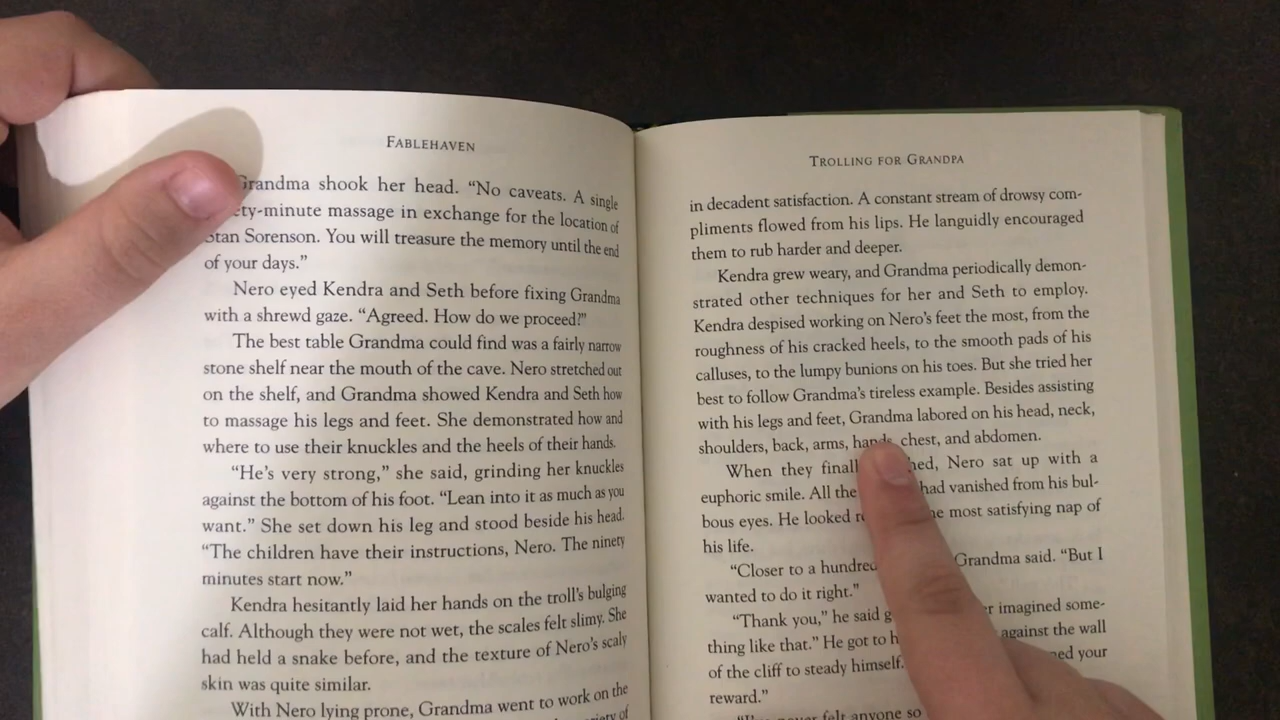 FABLEHAVEN
Grandma shook her head. “No caveats. A single
ety-minute massage in exchange for the location of
Stan Sorenson. You will treasure the memory until the end
of your days.”
Nero eyed Kendra and Seth before fixing Grandma
with a shrewd gaze. “Agreed. How do we proceed?”
The best table Grandma could find was a fairly narrow
stone shelf near the mouth of the cave. Nero stretched out
on the shelf, and Grandma showed Kendra and Seth how
to massage his legs and feet. She demonstrated how and
where to use their knuckles and the heels of their hands.
“He’s very strong,” she said, grinding her knuckles
against the bottom of his foot. “Lean into it as much as you
want.” She set down his leg and stood beside his head.
“The children have their instructions, Nero. The ninety
minutes start now.”
Kendra hesitantly laid her hands on the troll’s bulging
calf. Although they were not wet, the scales felt slimy. She
had held a snake before, and the texture of Nero’s scaly
skin was quite similar.
With Nero lying prone, Grandma went to work on the
of
TROLLING FOR GRANDPA
in decadent satisfaction. A constant stream of drowsy com-
pliments flowed from his lips. He languidly encouraged
them to rub harder and deeper.
Kendra grew weary, and Grandma periodically demon-
strated other techniques for her and Seth to employ.
Kendra despised working on Nero’s feet the most, from the
roughness of his cracked heels, to the smooth pads of his
calluses, to the lumpy bunions on his toes. But she tried her
best to follow Grandma’s tireless example. Besides assisting
with his legs and feet, Grandma labored on his head, neck,
shoulders, back, arms, hands, chest, and abdomen.
When they Nero sat up with a
euphoric smile. All the had vanished from his bul-
bous eyes. He looked most satisfying nap of
his life.
“Closer to a hundred Grandma said. “But I
wanted to do it right.”
“Thank you,” he said imagined some-
thing like that.” He got to against the wall
of the cliff to steady himself. your
reward.”
never felt anyone so